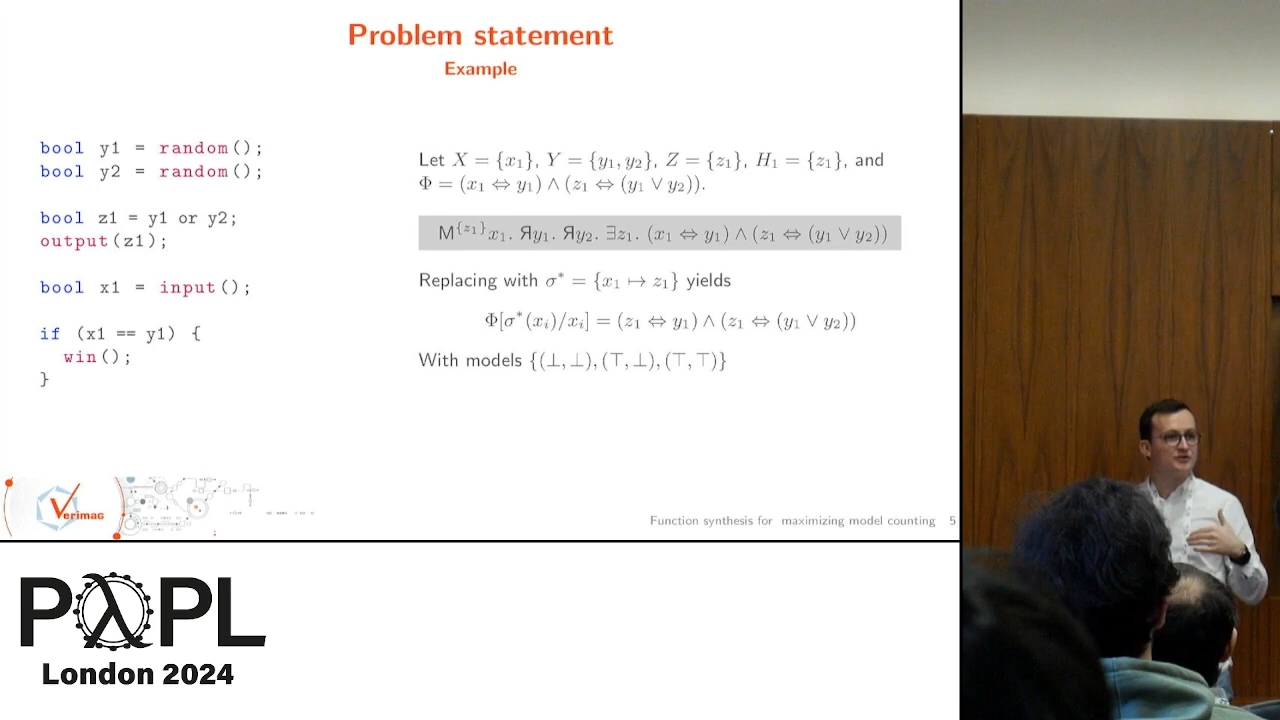 Problem statement
Example
bool y1 = random();
bool y2 = random();
bool z1 = y1 or y2;
output(z1);
bool x1 = input();
if (x1 == y1) {
win();
}
Let X = {x₁}, Y = {y₁, y₂}, Z = {z₁}, H₁ = {z₁}, and
Φ = (x₁ ⇔ y₁) ∧ (z₁ ⇔ (y₁ ∨ y₂)).
M^{z₁}x₁. Яy₁. Яy₂. ∃z₁. (x₁ ⇔ y₁) ∧ (z₁ ⇔ (y₁ ∨ y₂))
Replacing with σ* = {x₁ ↦ z₁} yields
Φ[σ*(xᵢ)/xᵢ] = (z₁ ⇔ y₁) ∧ (z₁ ⇔ (y₁ ∨ y₂))
With models {(⊥, ⊥), (⊤, ⊥), (⊤, ⊤)}
Verimag
Function synthesis for maximizing model counting 5
PλPL
London 2024